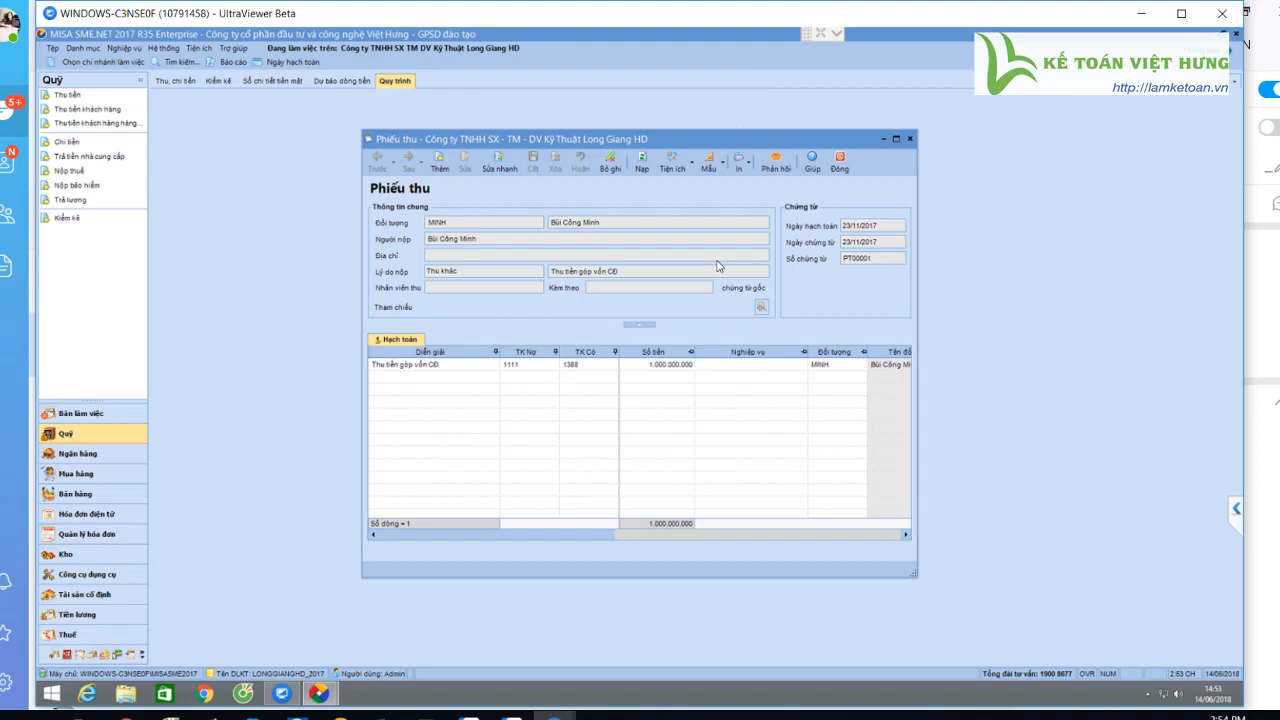 WINDOWS-C3NSE0F (10791458) - UltraViewer Beta
MISA SME.NET 2017 R35 Enterprise - Công ty cổ phần đầu tư và công nghệ Việt Hưng - GPSD đào tạo
Tệp Danh mục Nghiệp vụ Hệ thống Tiện ích Trợ giúp Đang làm việc trên: Công ty TNHH SX TM DV Kỹ Thuật Long Giang HD
Chọn chi nhánh làm việc Tìm kiếm... Báo cáo Ngày hạch toán
KẾ TOÁN VIỆT HƯNG
http://lamketoan.vn
Quỹ «
Thu, chi tiền Kiểm kê Sổ chi tiết tiền mặt Dự báo dòng tiền Quy trình
Thu tiền
Thu tiền khách hàng
Thu tiền khách hàng hàng...
Chi tiền
Trả tiền nhà cung cấp
Nộp thuế
Nộp bảo hiểm
Trả lương
Kiểm kê
5+
N
Phiếu thu - Công ty TNHH SX - TM - DV Kỹ Thuật Long Giang HD
Trước Sau Thêm Sửa Sửa nhanh Cất Xóa Hoãn Bỏ ghi Nạp Tiện ích Mẫu In Phản hồi Giúp Đóng
Phiếu thu
Thông tin chung
Đối tượng MINH Bùi Công Minh
Người nộp Bùi Công Minh
Địa chỉ
Lý do nộp Thu khác Thu tiền góp vốn CĐ
Nhân viên thu Kèm theo chứng từ gốc
Tham chiếu
Chứng từ
Ngày hạch toán 23/11/2017
Ngày chứng từ 23/11/2017
Số chứng từ PT00001
1. Hạch toán
Diễn giải TK Nợ TK Có Số tiền Nghiệp vụ Đối tượng Tên đố
Thu tiền góp vốn CĐ 1111 1388 1.000.000.000 MINH Bùi Công Mi
Số dòng = 1 1.000.000.000
Bàn làm việc
Quỹ
Ngân hàng
Mua hàng
Bán hàng
Hóa đơn điện tử
Quản lý hóa đơn
Kho
Công cụ dụng cụ
Tài sản cố định
Tiền lương
Thuế
Máy chủ: WINDOWS-C3NSE0F\MISASME2017 Tên DLKT: LONGGIANGHD_2017 Người dùng: Admin Tổng đài tư vấn: 1900 8677 OVR NUM 2:53 CH 14/06/2018
14:53
14/06/2018